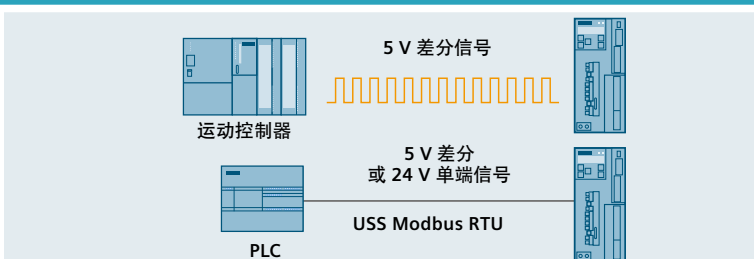 5 V 差分信号
运动控制器
5 V 差分
或 24 V 单端信号
USS Modbus RTU
PLC